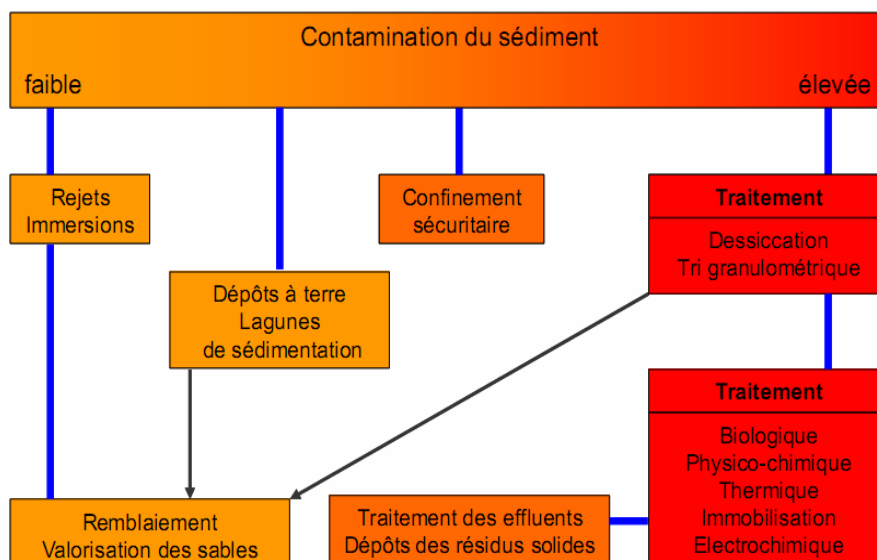 Contamination du sédiment
faible
élevée
Rejets
Immersions
Confinement
sécuritaire
Traitement
Dessiccation
Tri granulométrique
Dépôts à terre
Lagunes
de sédimentation
Traitement
Biologique
Physico-chimique
Thermique
Immobilisation
Electrochimique
Remblaiement
Valorisation des sables
Traitement des effluents
Dépôts des résidus solides